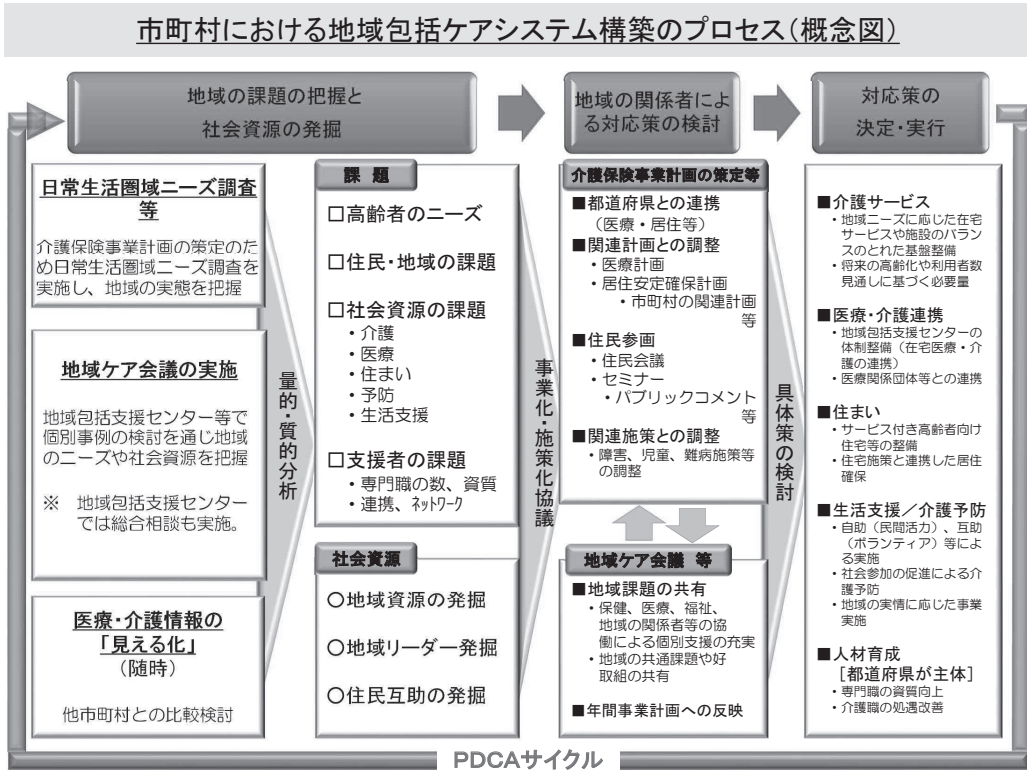 市町村における地域包括ケアシステム構築のプロセス（概念図）
地域の課題の把握と
社会資源の発掘
地域の関係者によ
る対応策の検討
対応策の
決定・実行
日常生活圏域ニーズ調査
等
介護保険事業計画の策定のた
め日常生活圏域ニーズ調査を
実施し、地域の実態を把握
地域ケア会議の実施
地域包括支援センター等で
個別事例の検討を通じ地域
のニーズや社会資源を把握
※ 地域包括支援センター
では総合相談も実施。
医療・介護情報の
「見える化」
（随時）
他市町村との比較検討
量的・質的分析
課 題
□高齢者のニーズ
□住民・地域の課題
□社会資源の課題
・介護
・医療
・住まい
・予防
・生活支援
□支援者の課題
・専門職の数、資質
・連携、ネットワーク
社会資源
○地域資源の発掘
○地域リーダー発掘
○住民互助の発掘
事業化・施策化協議
介護保険事業計画の策定等
■都道府県との連携
（医療・居住等）
■関連計画との調整
・医療計画
・居住安定確保計画
・市町村の関連計画
等
■住民参画
・住民会議
・セミナー
・パブリックコメント
等
■関連施策との調整
・障害、児童、難病施策等
の調整
地域ケア会議 等
■地域課題の共有
・保健、医療、福祉、
地域の関係者等の協
働による個別支援の充実
・地域の共通課題や好
取組の共有
■年間事業計画への反映
具体策の検討
■介護サービス
・地域ニーズに応じた在宅
サービスや施設のバラン
スのとれた基盤整備
・将来の高齢化や利用者数
見通しに基づく必要量
■医療・介護連携
・地域包括支援センターの
体制整備（在宅医療・介
護の連携）
・医療関係団体等との連携
■住まい
・サービス付き高齢者向け
住宅等の整備
・住宅施策と連携した居住
確保
■生活支援／介護予防
・自助（民間活力）、互助
（ボランティア）等によ
る実施
・社会参加の促進による介
護予防
・地域の実情に応じた事業
実施
■人材育成
［都道府県が主体］
・専門職の資質向上
・介護職の処遇改善
PDCAサイクル